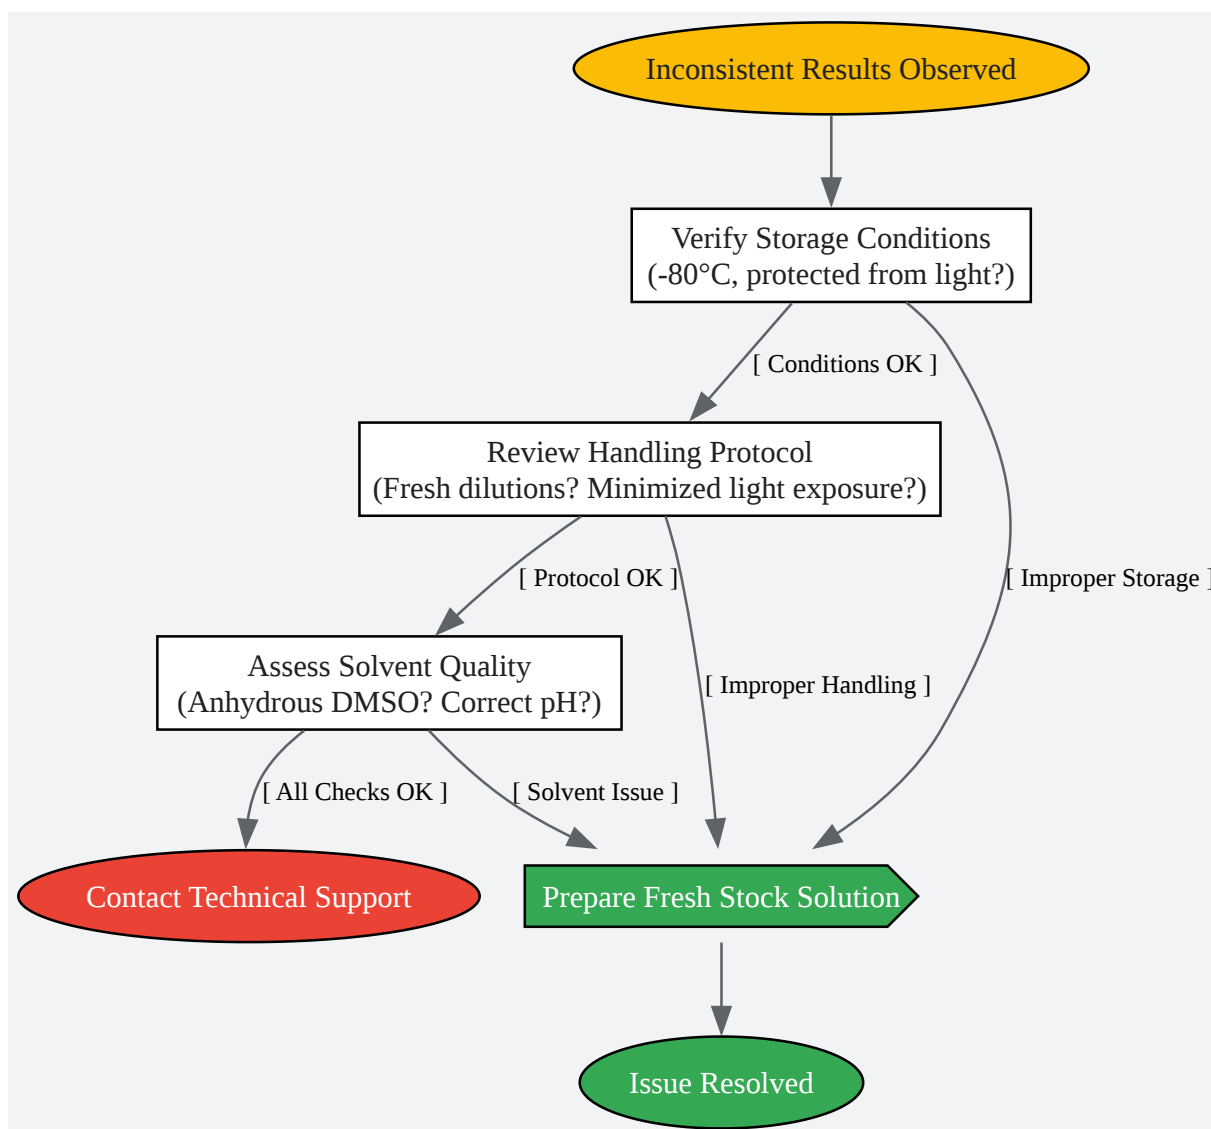 Inconsistent Results Observed
Verify Storage Conditions
(-80°C, protected from light?)
[ Conditions OK ]
Review Handling Protocol
(Fresh dilutions? Minimized light exposure?)
[ Protocol OK ]
[ Improper Storage ]
Assess Solvent Quality
(Anhydrous DMSO? Correct pH?)
[ Improper Handling ]
[ All Checks OK ]
[ Solvent Issue ]
Contact Technical Support
Prepare Fresh Stock Solution
Issue Resolved